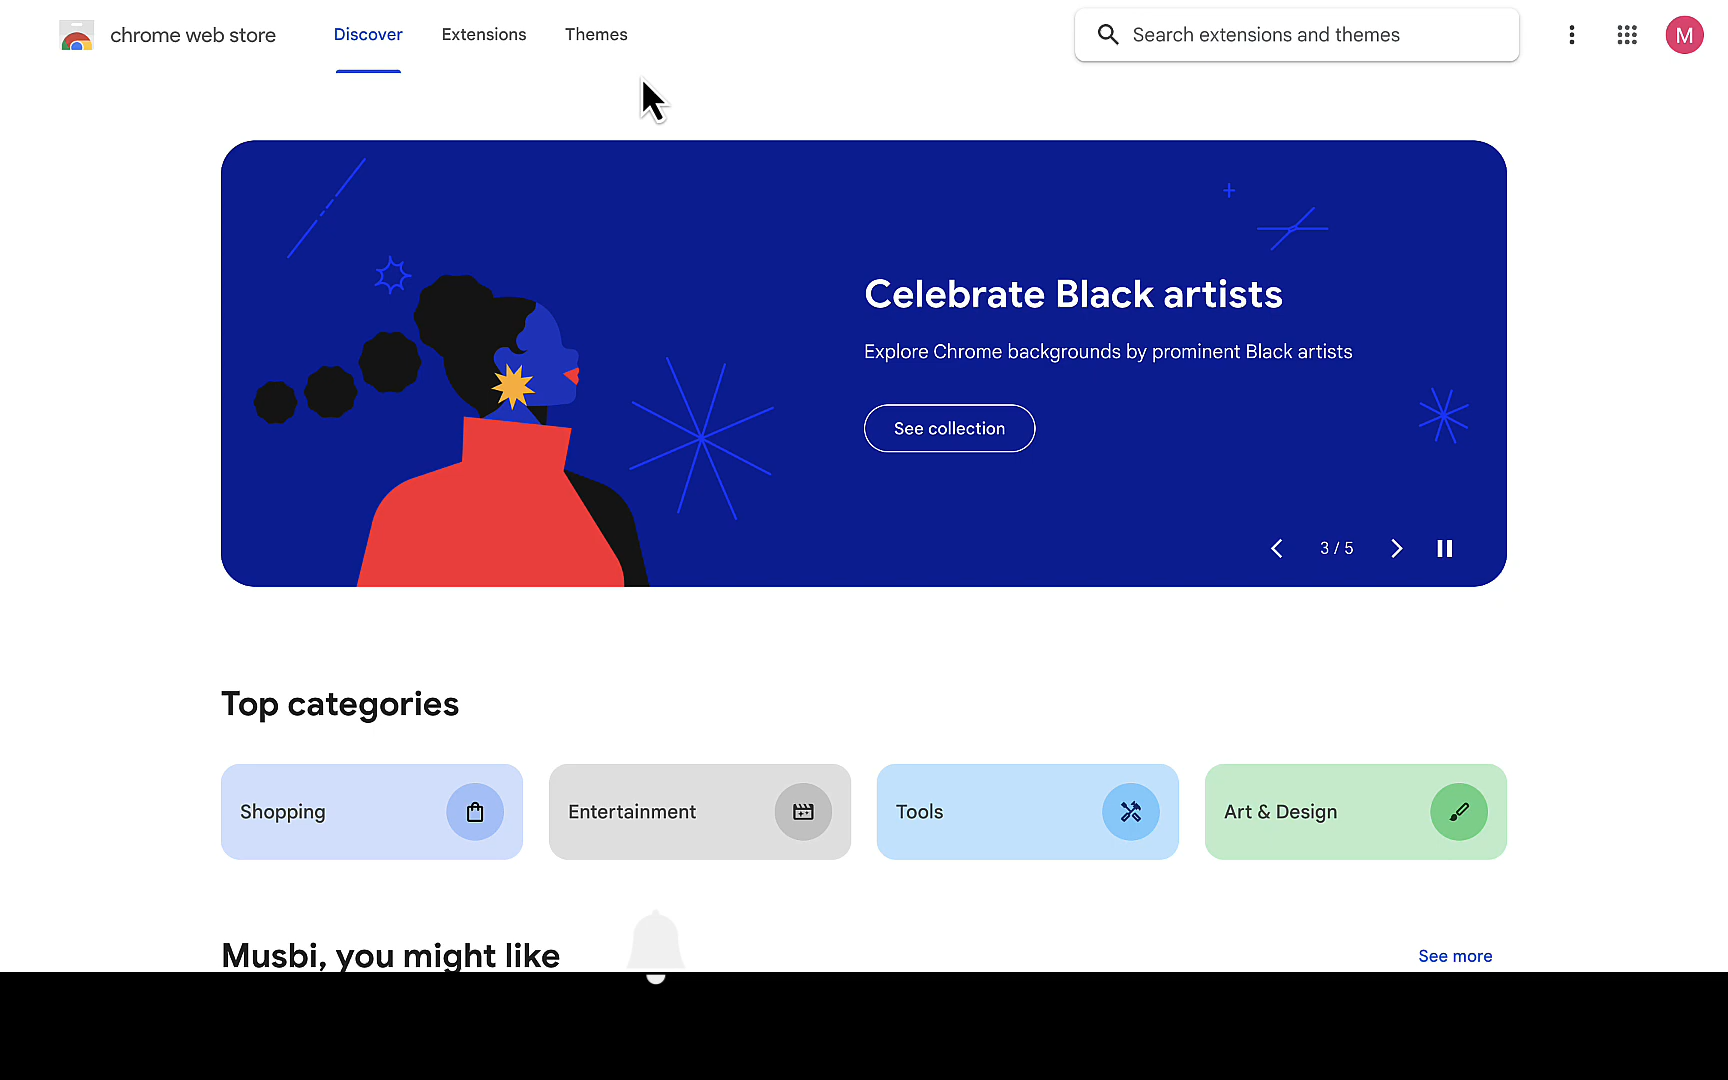 chrome web store
Discover
Extensions
Themes
Search extensions and themes
M
Celebrate Black artists
Explore Chrome backgrounds by prominent Black artists
See collection
3 / 5
Top categories
Shopping
Entertainment
Tools
Art & Design
Musbi, you might like
See more